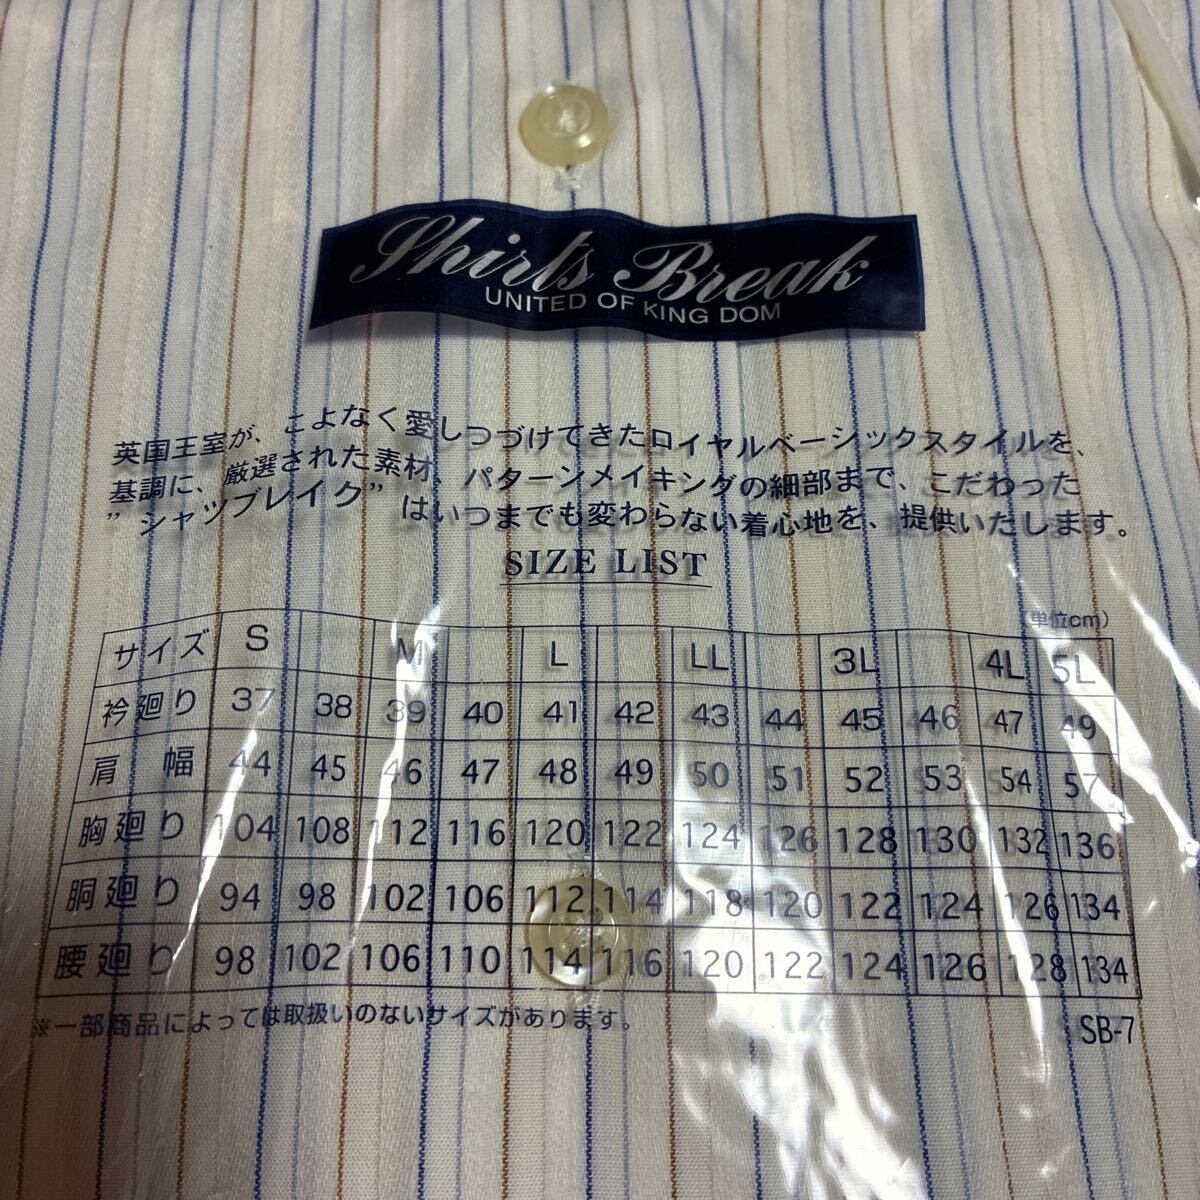 Shirts Break
UNITED OF KING DOM
英国王室が、こよなく愛しつづけてきたロイヤルベーシックスタイルを、
基調に、厳選された素材、パターンメイキングの細部まで、こだわった
”シャツブレイク”はいつまでも変わらない着心地を、提供いたします。
SIZE LIST
(単位cm)
サイズ S M L LL 3L 4L 5L
衿廻り 37 38 39 40 41 42 43 44 45 46 47 49
肩幅 44 45 46 47 48 49 50 51 52 53 54 57
胸廻り 104 108 112 116 120 122 124 126 128 130 132 136
胴廻り 94 98 102 106 112 114 118 120 122 124 126 134
腰廻り 98 102 106 110 114 116 120 122 124 126 128 134
※一部商品によっては取扱いのないサイズがあります。
SB-7